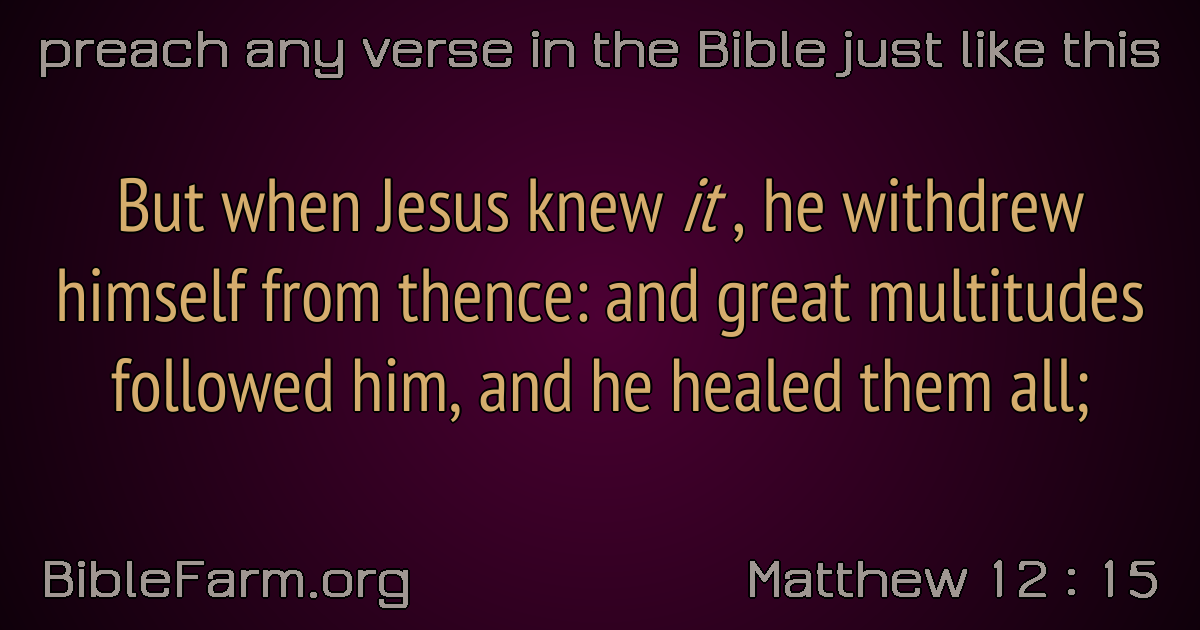 preach any verse in the Bible just like this
But when Jesus knew it , he withdrew
himself from thence: and great multitudes
followed him, and he healed them all;
BibleFarm.org
Matthew 12 : 15